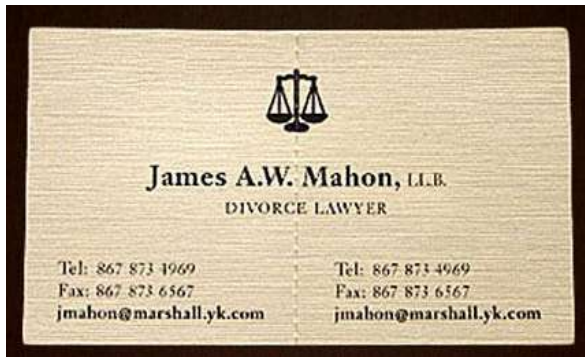 James A.W. Mahon, LL.B.
DIVORCE LAWYER
Tel: 867 873 4969
Fax: 867 873 6567
jmahon@marshall.yk.com
Tel: 867 873 4969
Fax: 867 873 6567
jmahon@marshall.yk.com